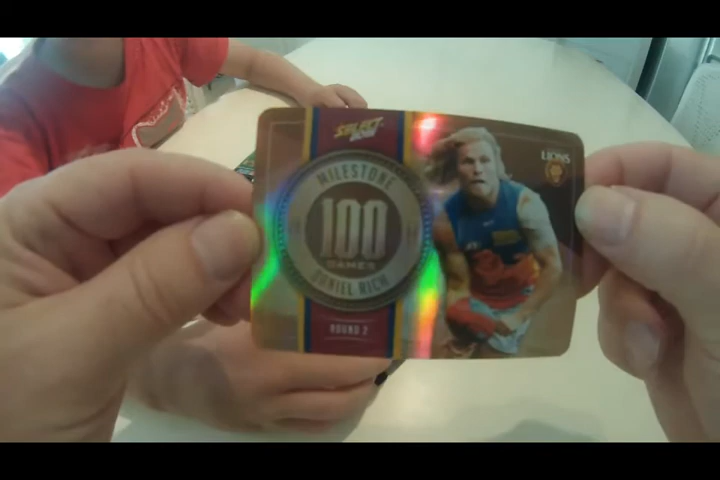 SELECT
MILESTONE
100
GAMES
DANIEL RICH
ROUND 2
LIONS